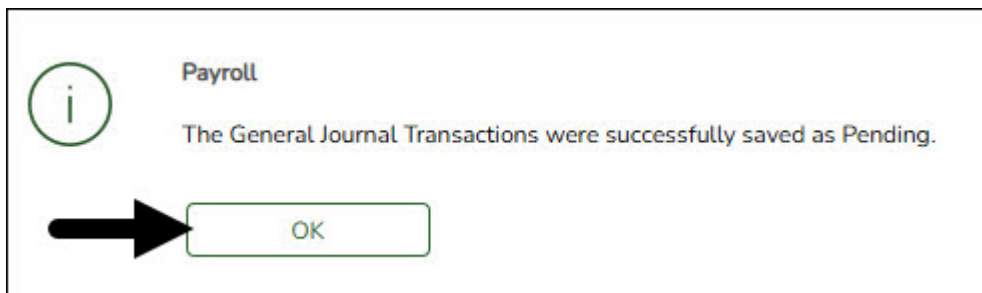 Payroll
The General Journal Transactions were successfully saved as Pending.
OK